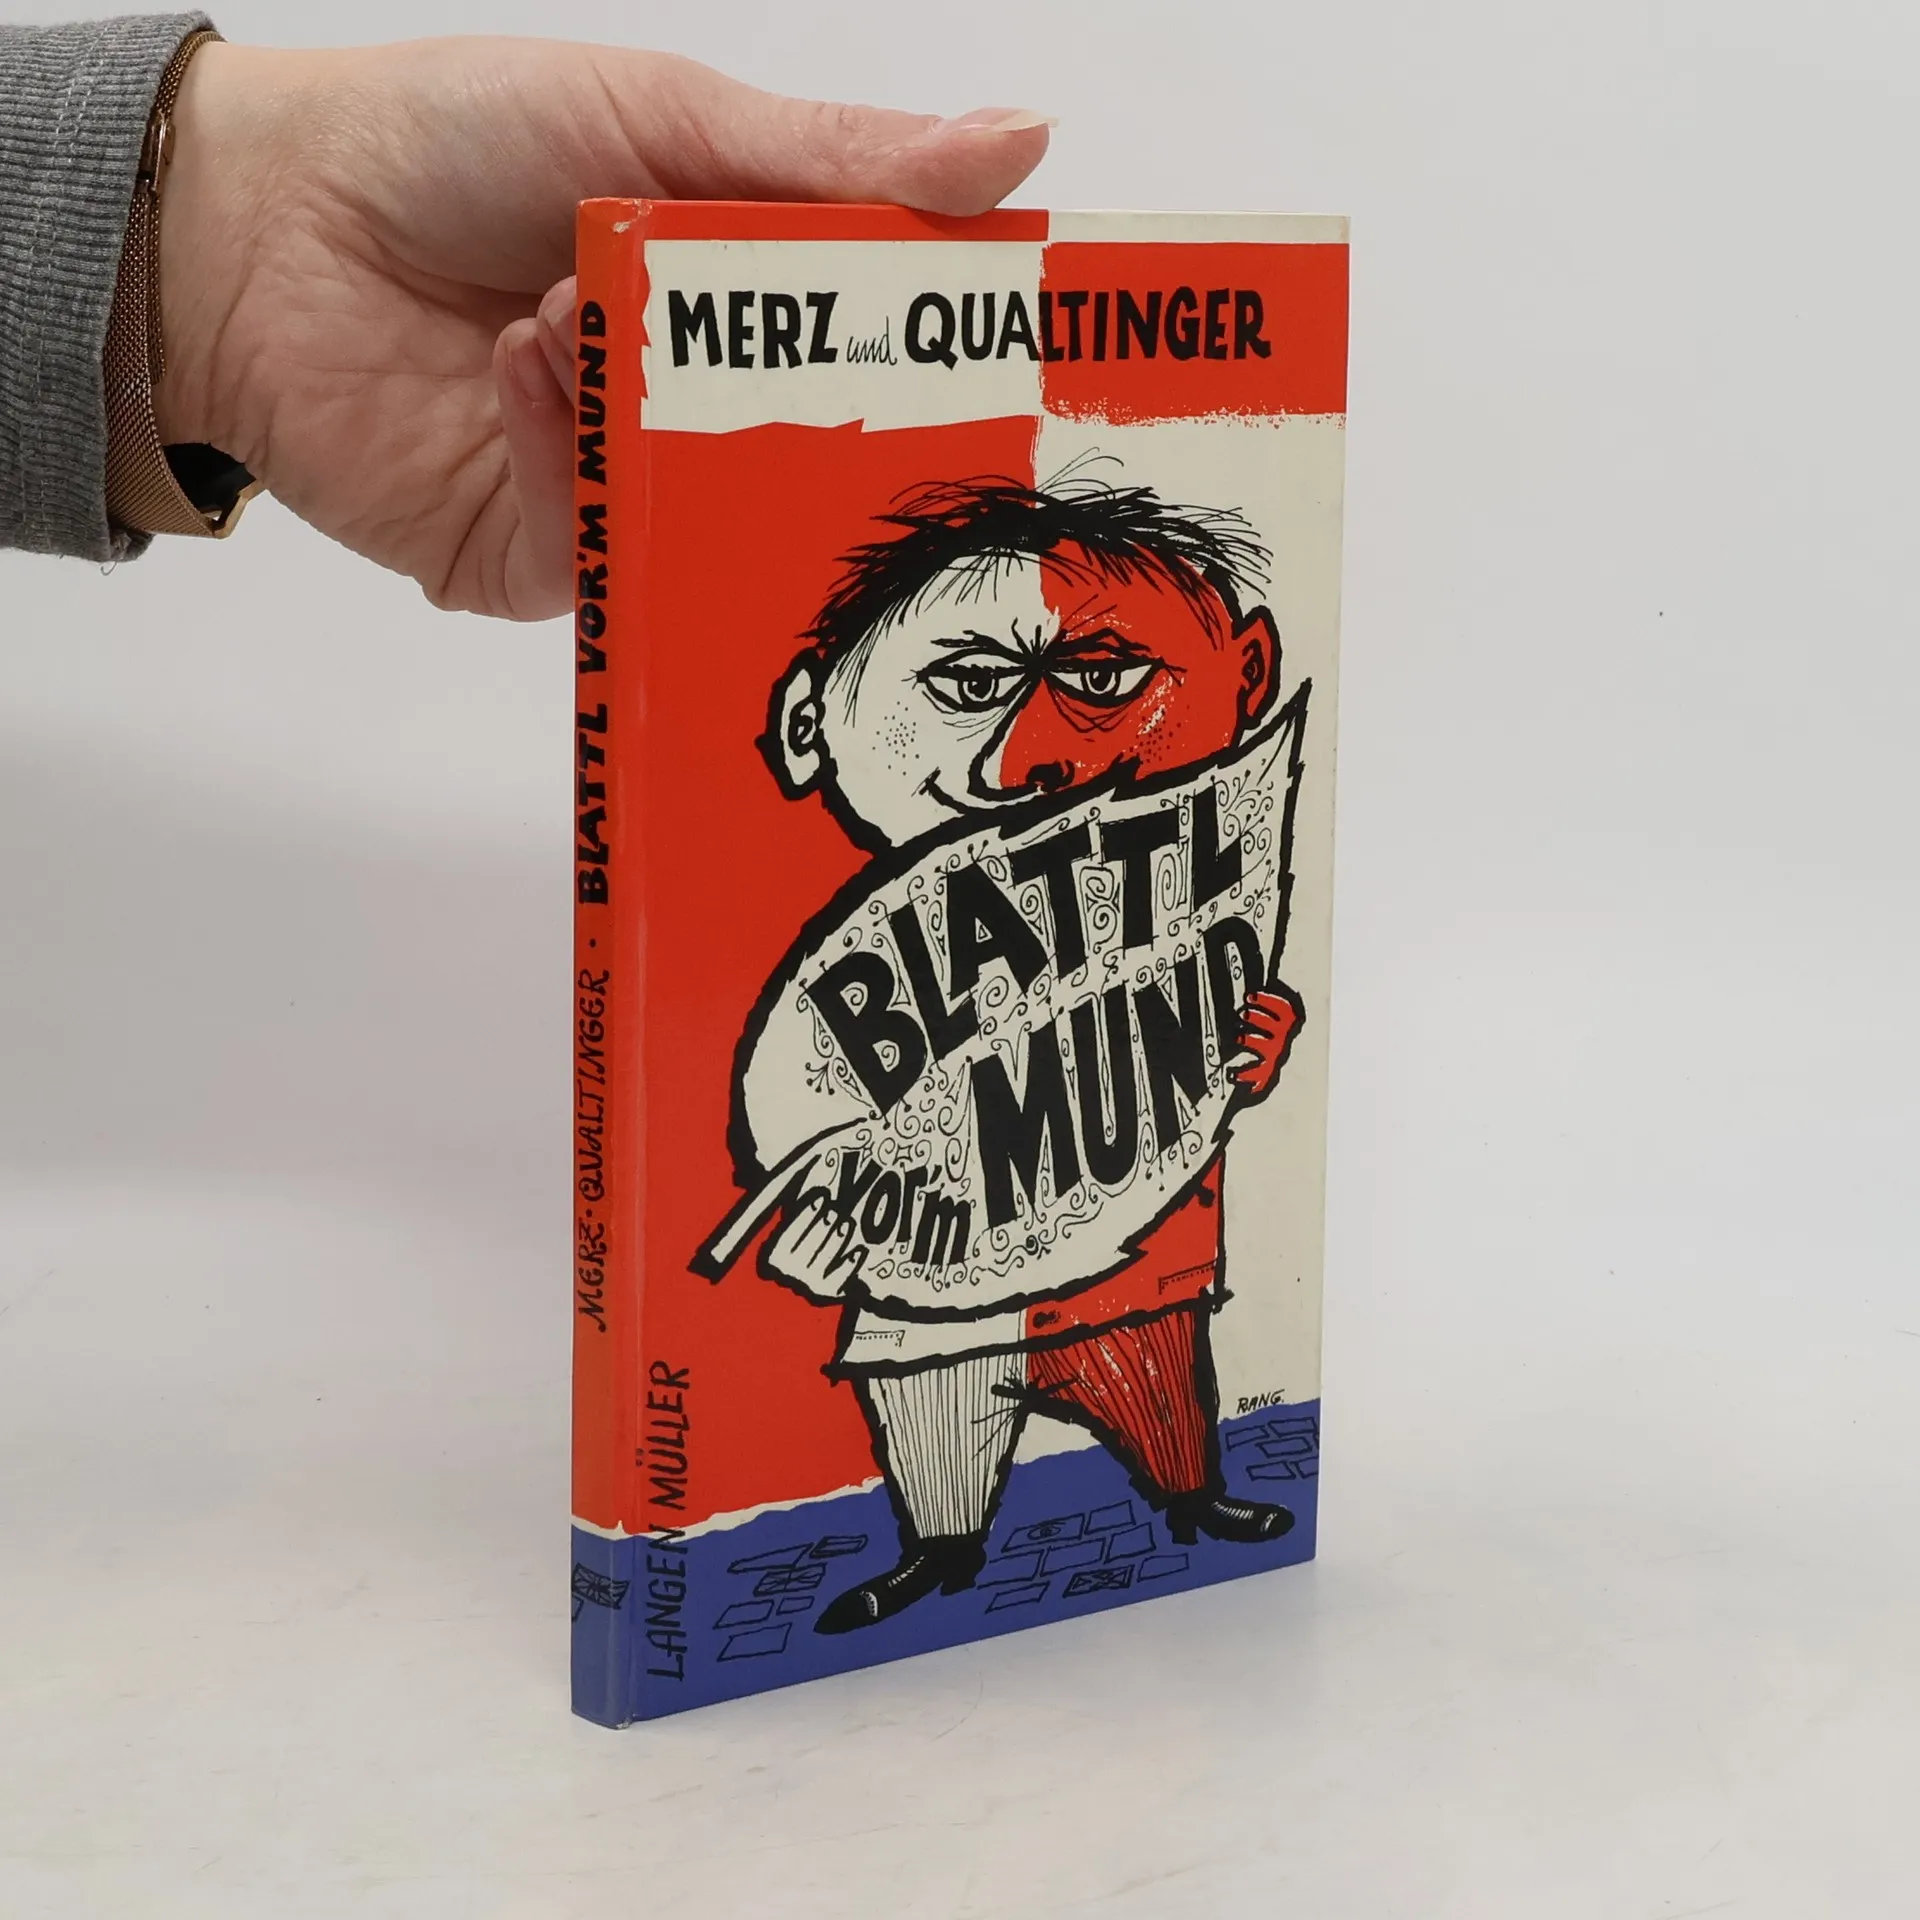 MERZ und QUALTINGER
BLATTL
vor'm MUND
RANG.
MERZ · QUALTINGER · BLATTL VOR'M MUND
LANGEN MÜLLER